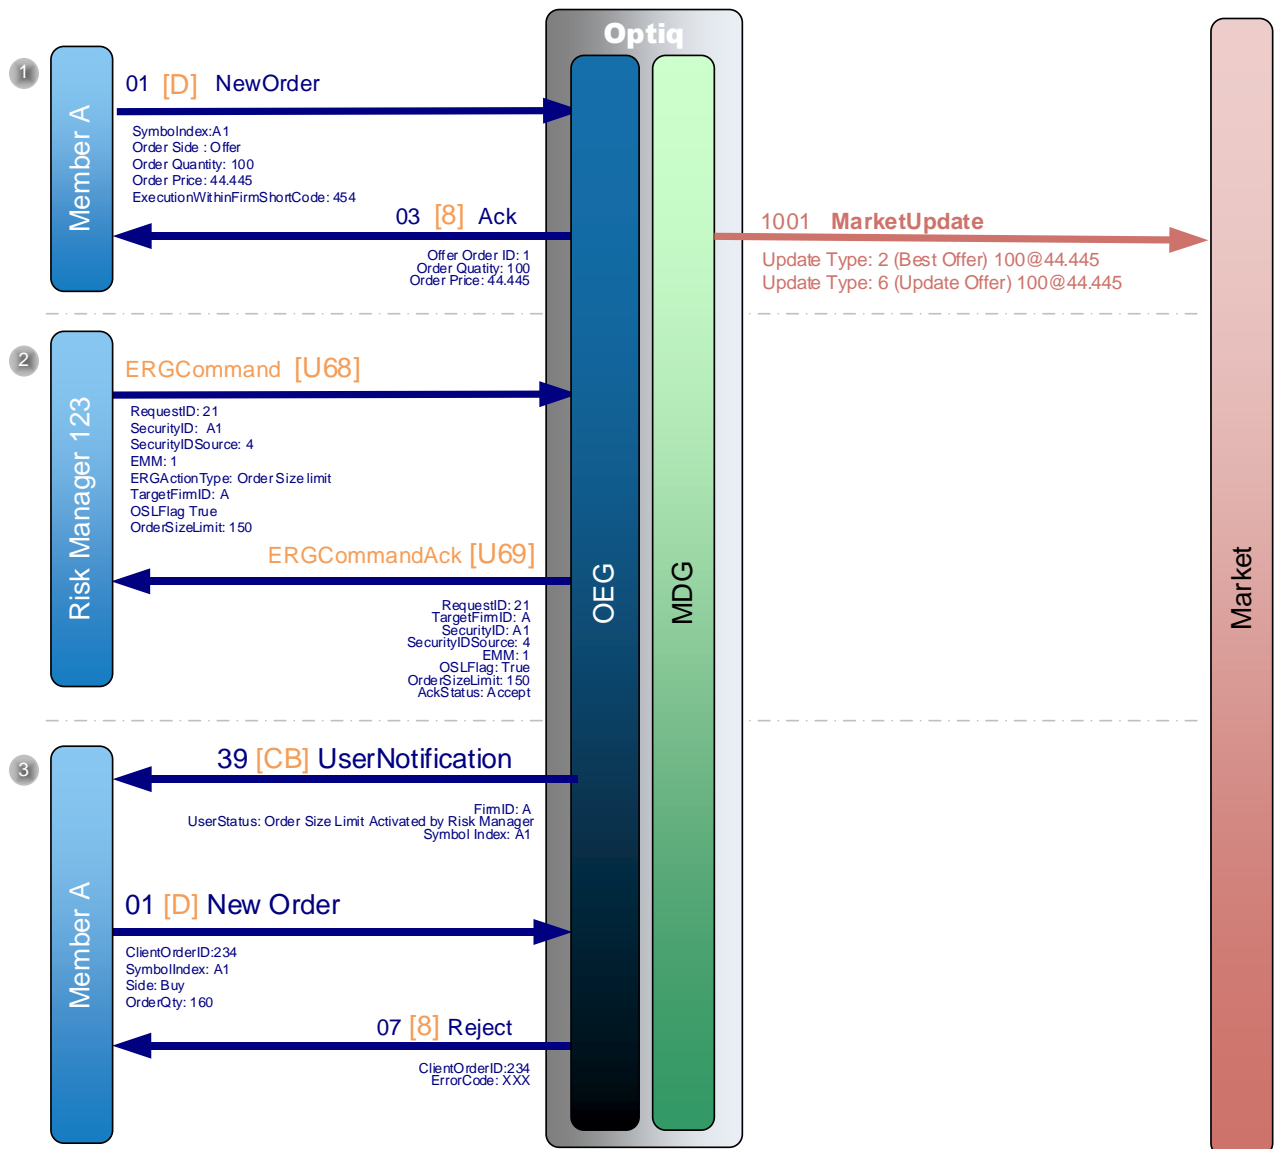 Optiq
1
Member A
01 [D] NewOrder
SymbolIndex:A1
Order Side : Offer
Order Quantity: 100
Order Price: 44.445
ExecutionWithinFirmShortCode: 454
03 [8] Ack
Offer Order ID: 1
Order Quatity: 100
Order Price: 44.445
1001 MarketUpdate
Update Type: 2 (Best Offer) 100@44.445
Update Type: 6 (Update Offer) 100@44.445
2
Risk Manager 123
ERGCommand [U68]
RequestID: 21
SecurityID: A1
SecurityIDSource: 4
EMM: 1
ERGActionType: Order Size limit
TargetFirmID: A
OSLFlag True
OrderSizeLimit: 150
ERGCommandAck [U69]
RequestID: 21
TargetFirmID: A
SecurityID: A1
SecurityIDSource: 4
EMM: 1
OSLFlag: True
OrderSizeLimit: 150
AckStatus: Accept
OEG
MDG
Market
3
Member A
39 [CB] UserNotification
FirmID: A
UserStatus: Order Size Limit Activated by Risk Manager
Symbol Index: A1
01 [D] New Order
ClientOrderID:234
SymbolIndex: A1
Side: Buy
OrderQty: 160
07 [8] Reject
ClientOrderID:234
ErrorCode: XXX